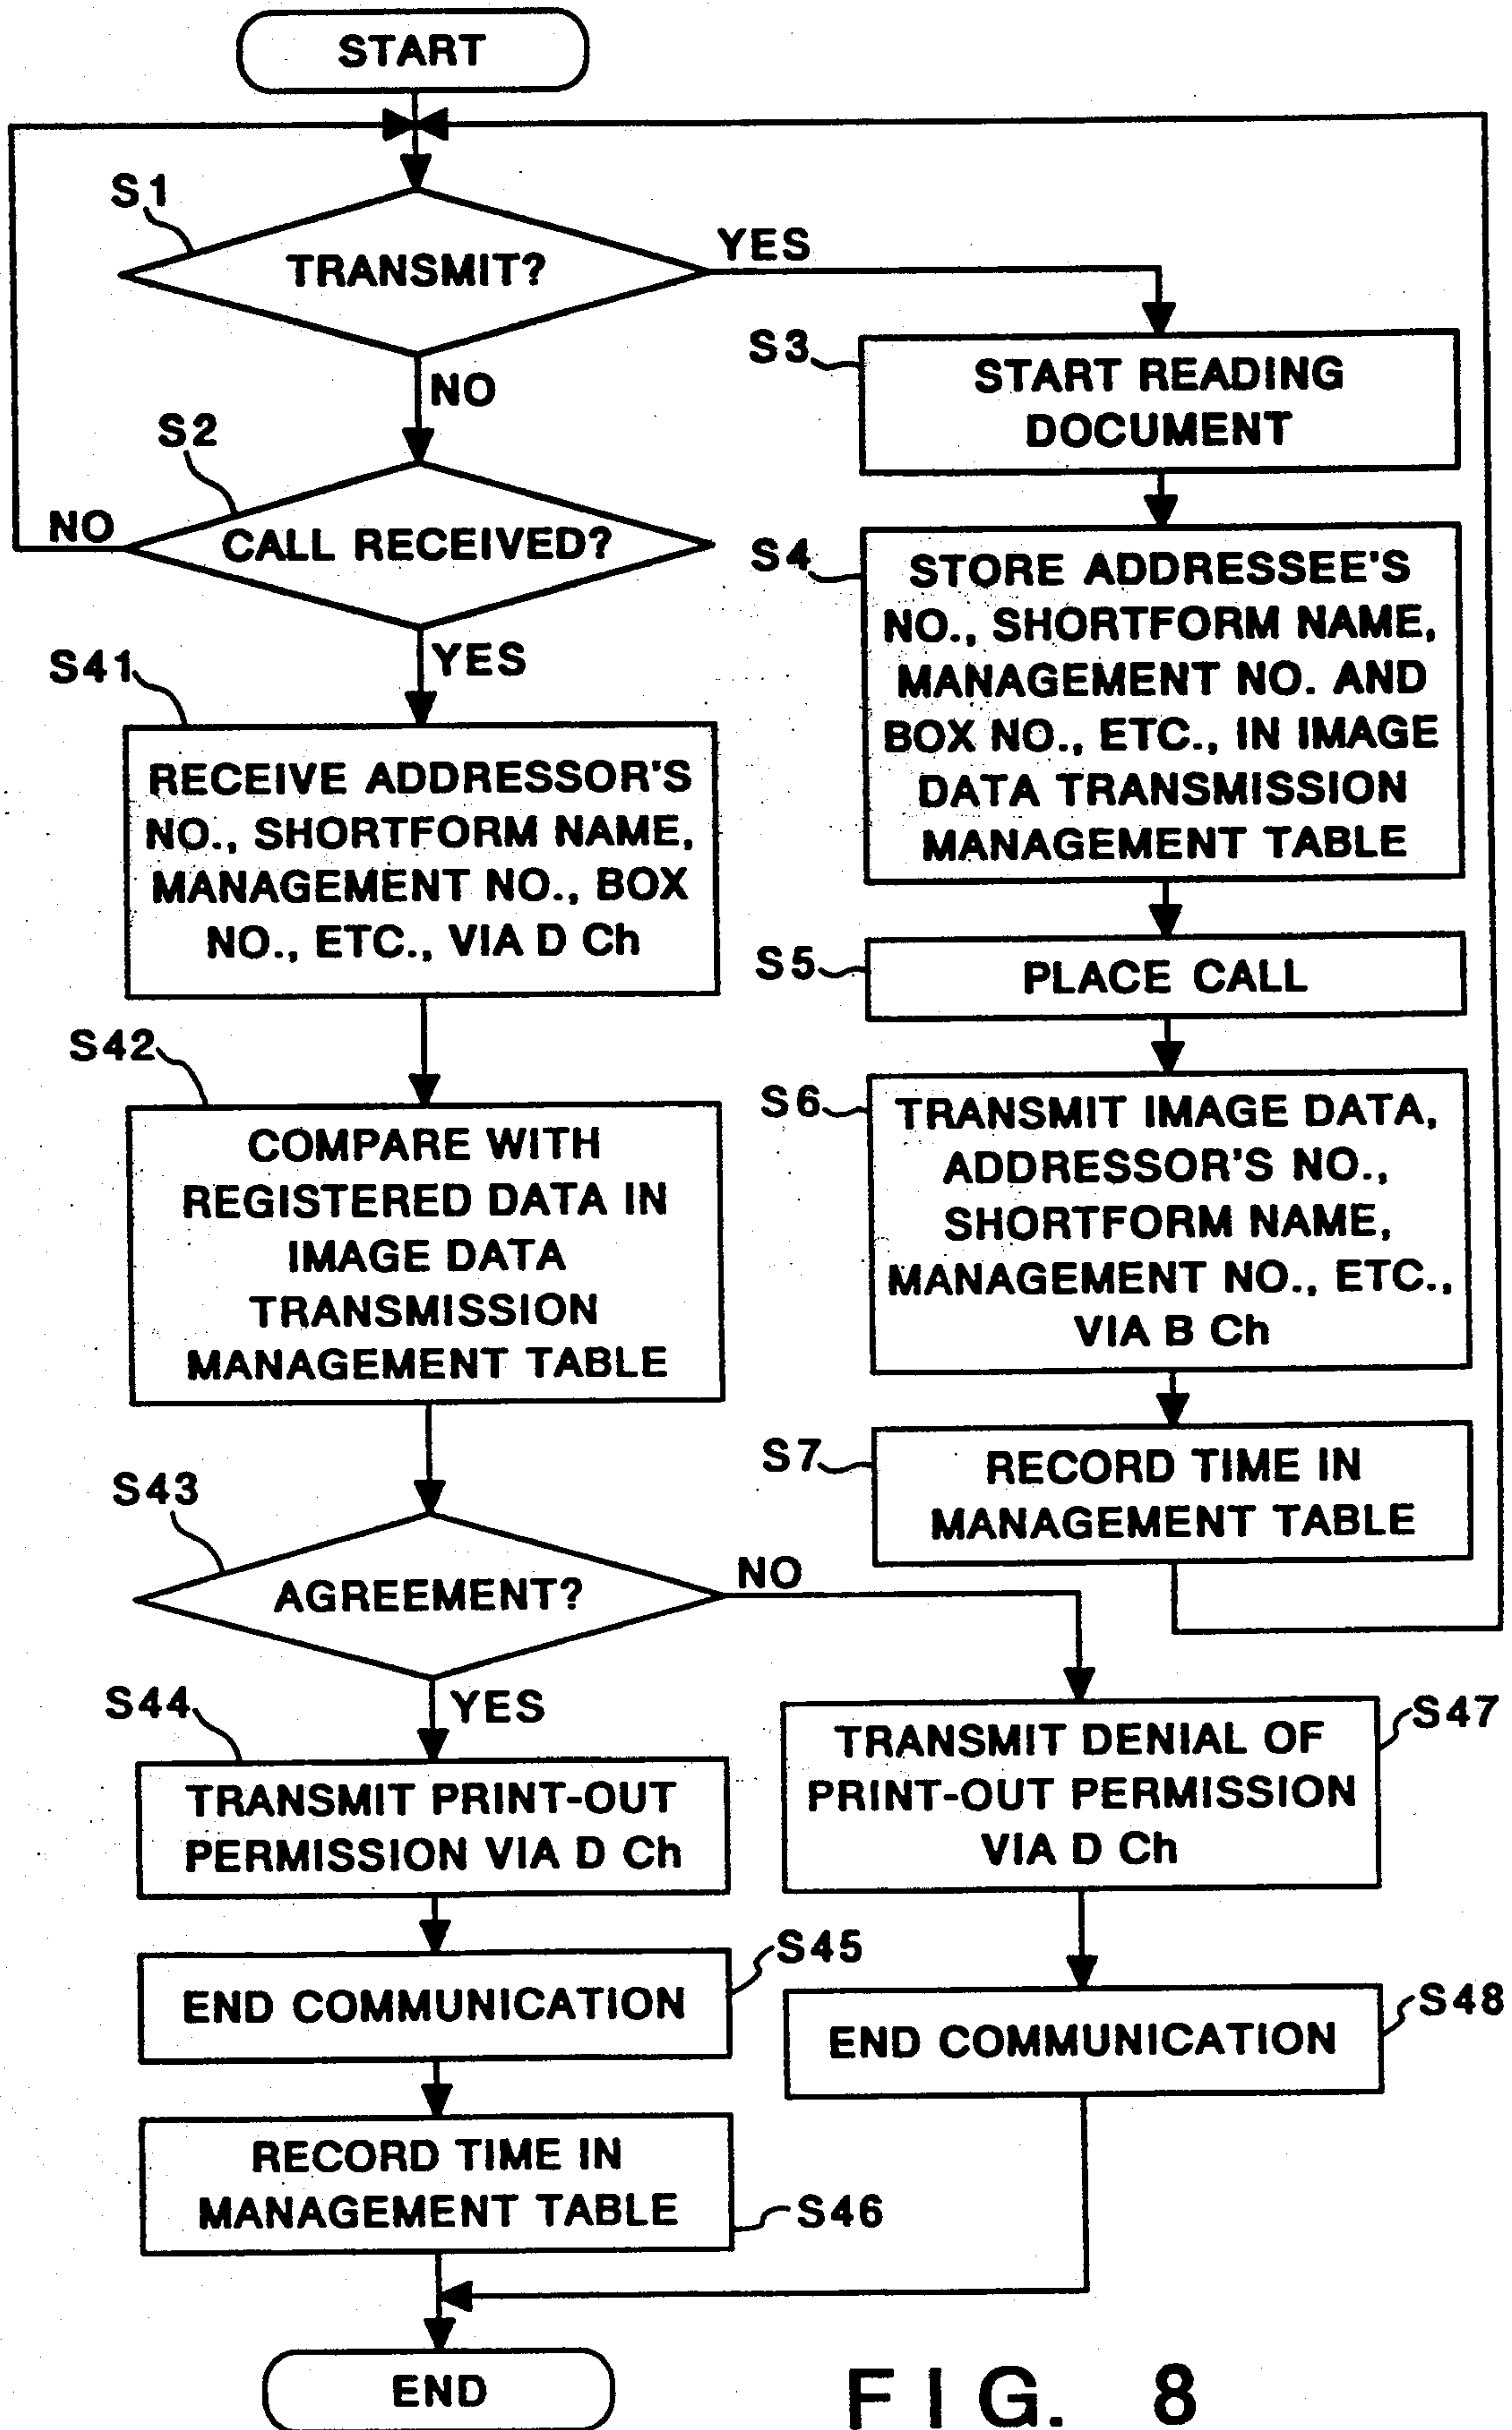 START
S1
TRANSMIT?
YES
NO
S2
CALL RECEIVED?
NO
YES
S3
START READING
DOCUMENT
S4
STORE ADDRESSEE'S
NO., SHORTFORM NAME,
MANAGEMENT NO. AND
BOX NO., ETC., IN IMAGE
DATA TRANSMISSION
MANAGEMENT TABLE
S5
PLACE CALL
S6
TRANSMIT IMAGE DATA,
ADDRESSOR'S NO.,
SHORTFORM NAME,
MANAGEMENT NO., ETC.,
VIA B Ch
S7
RECORD TIME IN
MANAGEMENT TABLE
S41
RECEIVE ADDRESSOR'S
NO., SHORTFORM NAME,
MANAGEMENT NO., BOX
NO., ETC., VIA D Ch
S42
COMPARE WITH
REGISTERED DATA IN
IMAGE DATA
TRANSMISSION
MANAGEMENT TABLE
S43
AGREEMENT?
NO
YES
S44
TRANSMIT PRINT-OUT
PERMISSION VIA D Ch
S45
END COMMUNICATION
S46
RECORD TIME IN
MANAGEMENT TABLE
S47
TRANSMIT DENIAL OF
PRINT-OUT PERMISSION
VIA D Ch
S48
END COMMUNICATION
END
FIG. 8